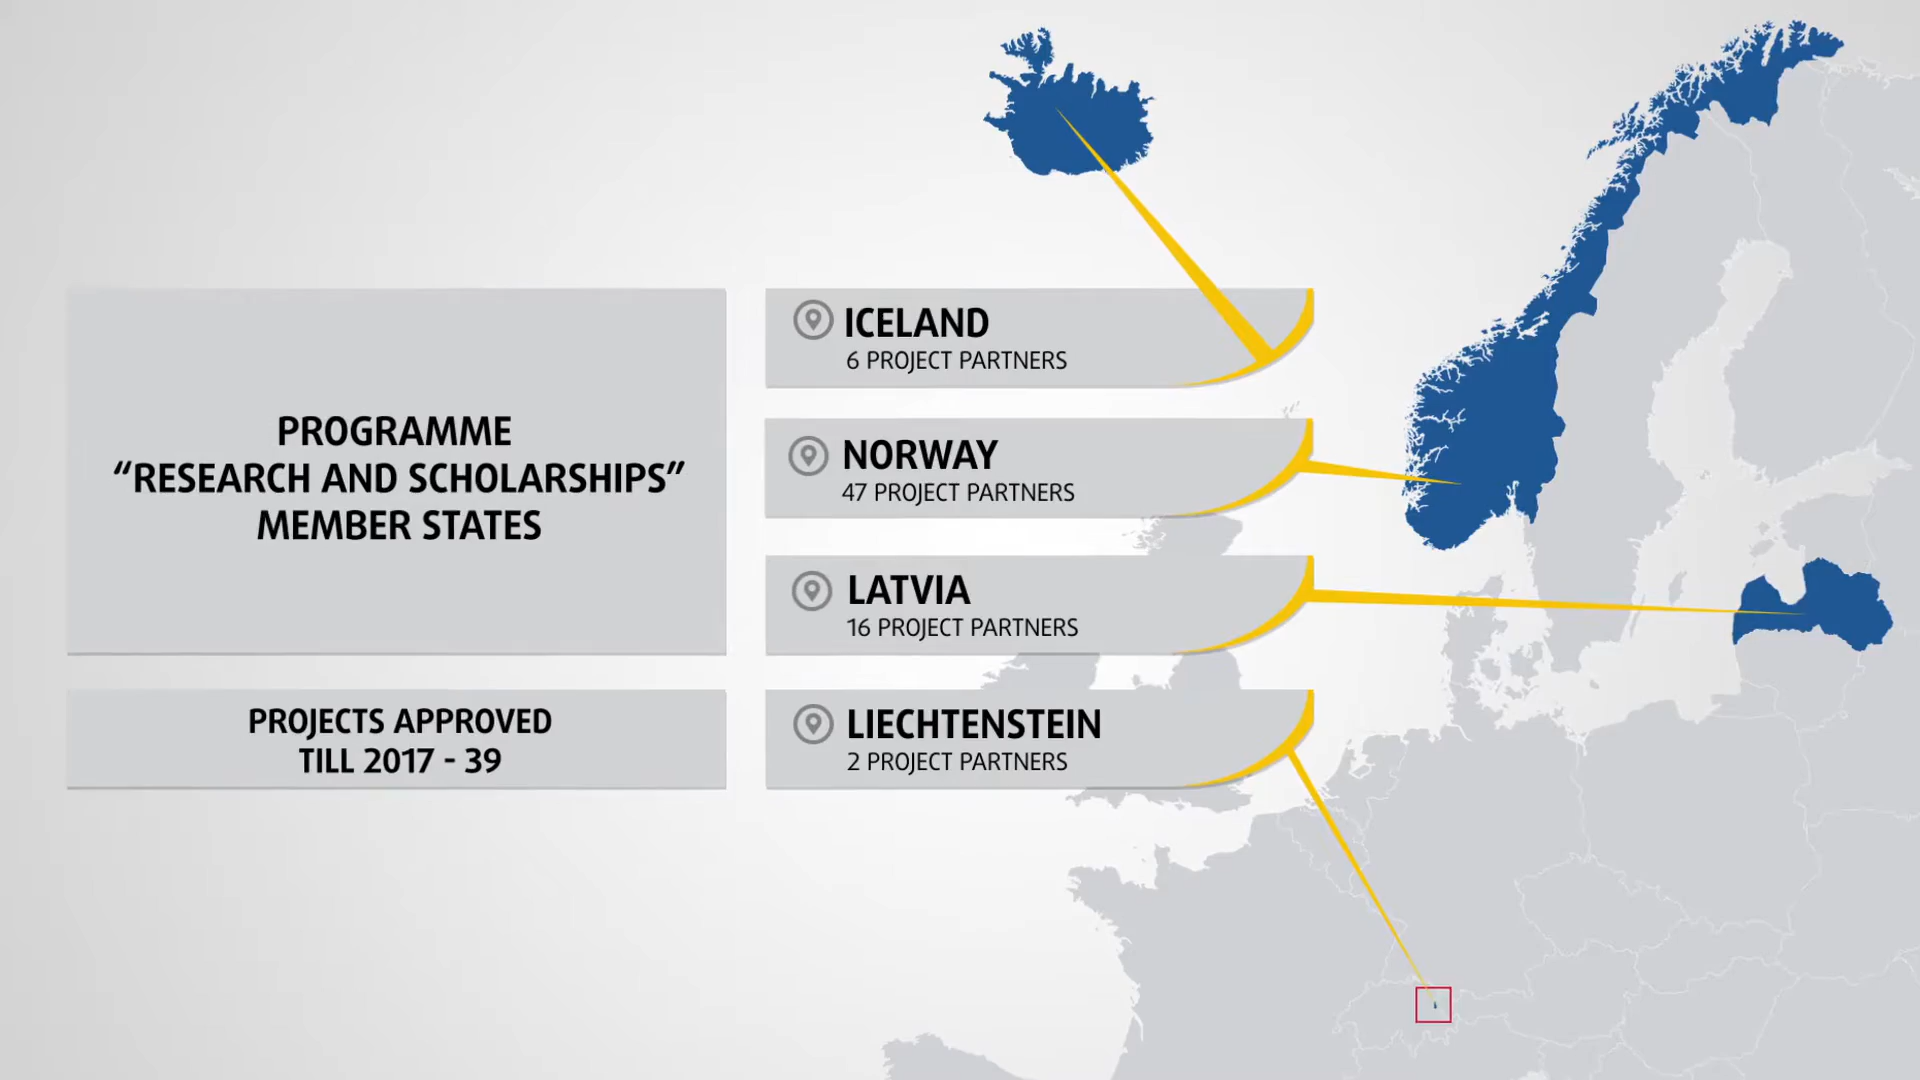 PROGRAMME
“RESEARCH AND SCHOLARSHIPS”
MEMBER STATES
PROJECTS APPROVED
TILL 2017 - 39
ICELAND
6 PROJECT PARTNERS
NORWAY
47 PROJECT PARTNERS
LATVIA
16 PROJECT PARTNERS
LIECHTENSTEIN
2 PROJECT PARTNERS